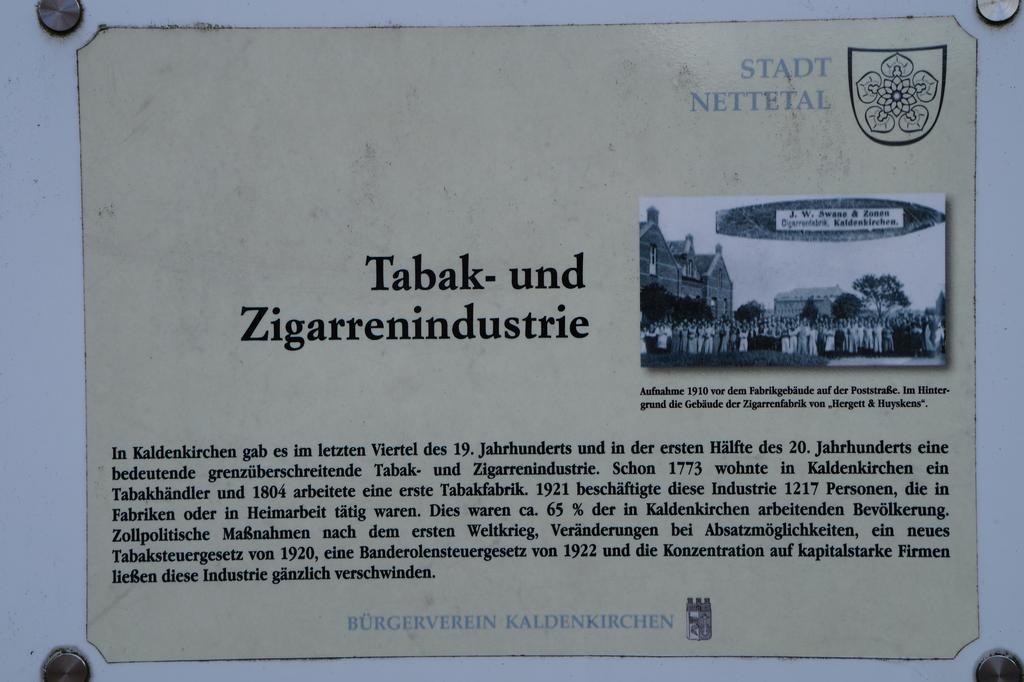 STADT
NETTETAL
J. W. Swane & Zonen
Zigarrenfabrik, Kaldenkirchen.
Tabak- und
Zigarrenindustrie
Aufnahme 1910 vor dem Fabrikgebäude auf der Poststraße. Im Hinter-
grund die Gebäude der Zigarrenfabrik von „Hergett & Huyskens“.
In Kaldenkirchen gab es im letzten Viertel des 19. Jahrhunderts und in der ersten Hälfte des 20. Jahrhunderts eine
bedeutende grenzüberschreitende Tabak- und Zigarrenindustrie. Schon 1773 wohnte in Kaldenkirchen ein
Tabakhändler und 1804 arbeitete eine erste Tabakfabrik. 1921 beschäftigte diese Industrie 1217 Personen, die in
Fabriken oder in Heimarbeit tätig waren. Dies waren ca. 65 % der in Kaldenkirchen arbeitenden Bevölkerung.
Zollpolitische Maßnahmen nach dem ersten Weltkrieg, Veränderungen bei Absatzmöglichkeiten, ein neues
Tabaksteuergesetz von 1920, eine Banderolensteuergesetz von 1922 und die Konzentration auf kapitalstarke Firmen
ließen diese Industrie gänzlich verschwinden.
BÜRGERVEREIN KALDENKIRCHEN